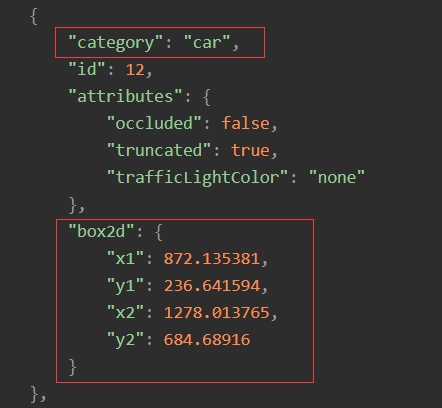 {
"category": "car",
"id": 12,
"attributes": {
"occluded": false,
"truncated": true,
"trafficLightColor": "none"
},
"box2d": {
"x1": 872.135381,
"y1": 236.641594,
"x2": 1278.013765,
"y2": 684.68916
}
},